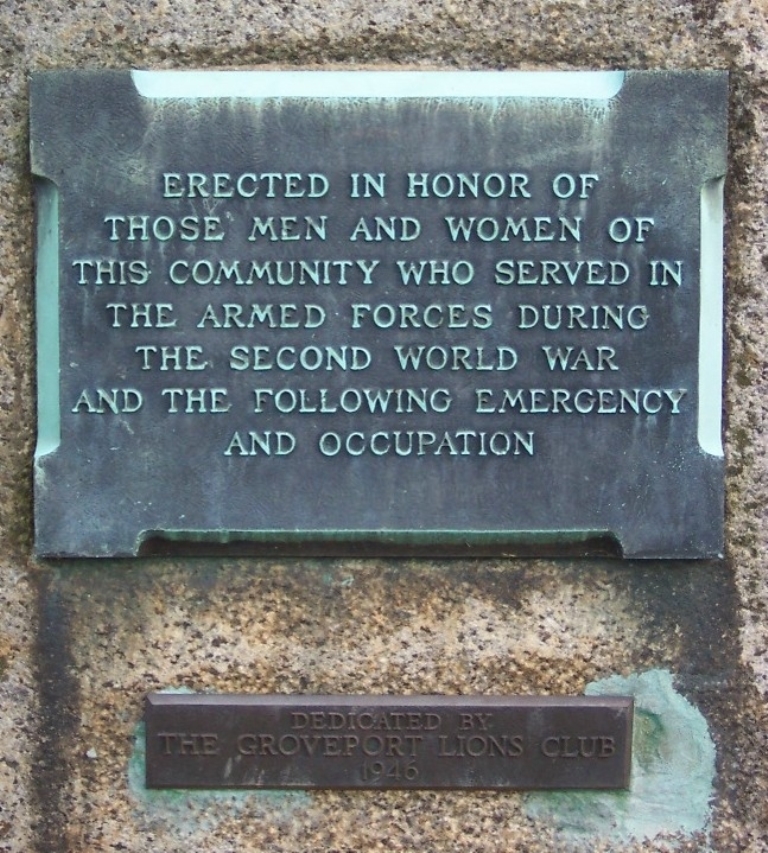 ERECTED IN HONOR OF
THOSE MEN AND WOMEN OF
THIS COMMUNITY WHO SERVED IN
THE ARMED FORCES DURING
THE SECOND WORLD WAR
AND THE FOLLOWING EMERGENCY
AND OCCUPATION
DEDICATED BY
THE GROVEPORT LIONS CLUB
1946